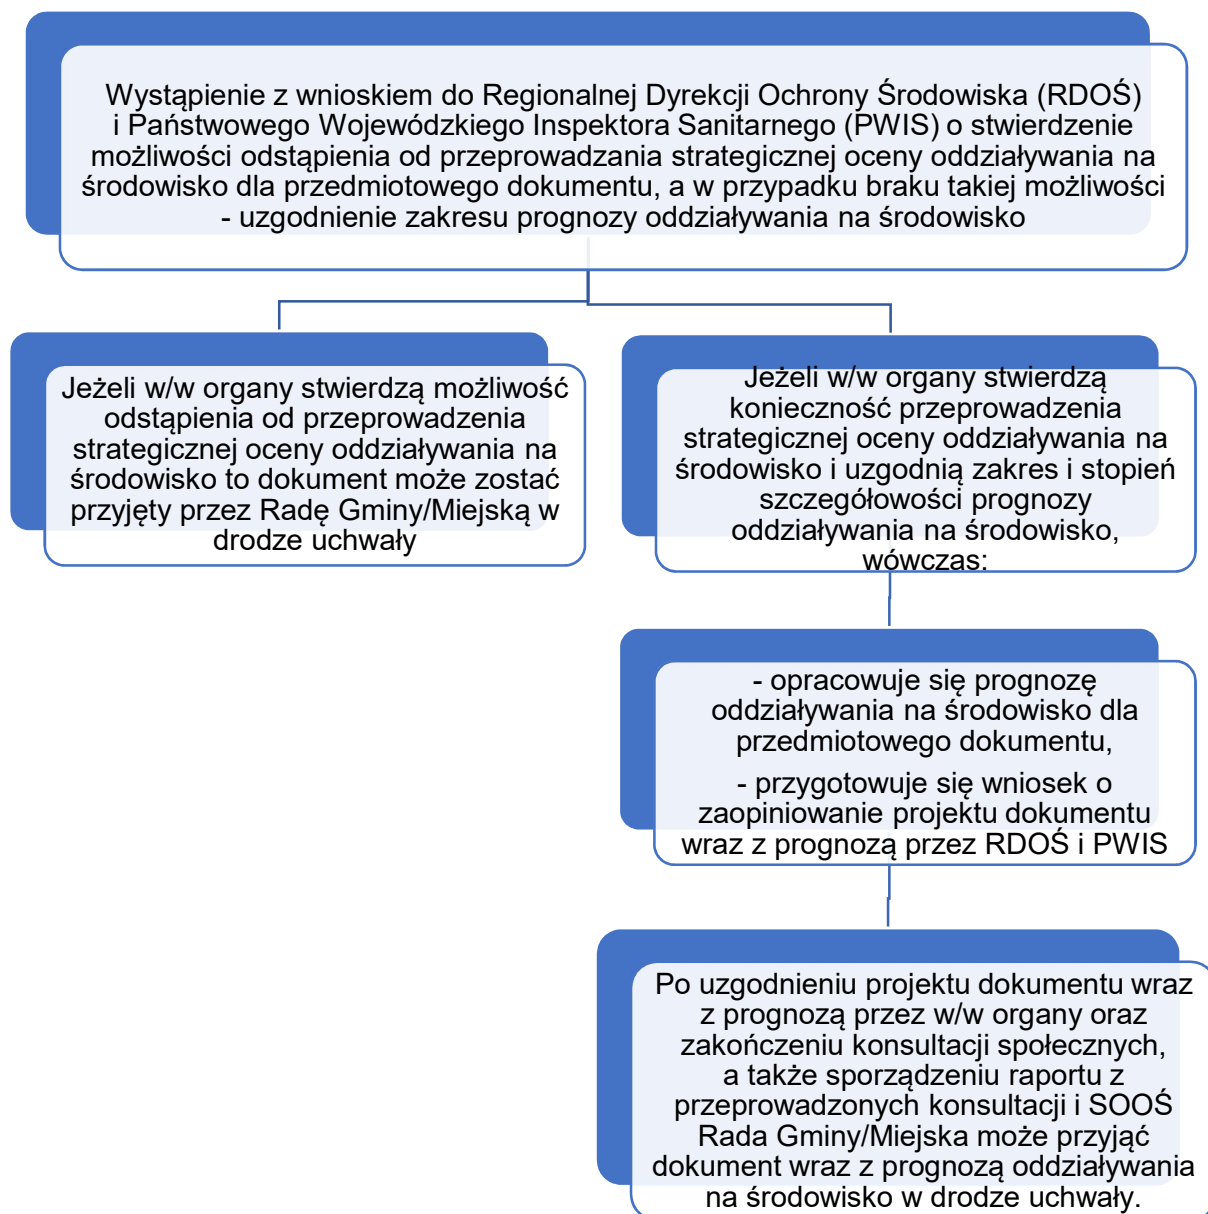 Wystąpienie z wnioskiem do Regionalnej Dyrekcji Ochrony Środowiska (RDOŚ)
i Państwowego Wojewódzkiego Inspektora Sanitarnego (PWIS) o stwierdzenie
możliwości odstąpienia od przeprowadzania strategicznej oceny oddziaływania na
środowisko dla przedmiotowego dokumentu, a w przypadku braku takiej możliwości
- uzgodnienie zakresu prognozy oddziaływania na środowisko
Jeżeli w/w organy stwierdzą możliwość
odstąpienia od przeprowadzenia
strategicznej oceny oddziaływania na
środowisko to dokument może zostać
przyjęty przez Radę Gminy/Miejską w
drodze uchwały
Jeżeli w/w organy stwierdzą
konieczność przeprowadzenia
strategicznej oceny oddziaływania na
środowisko i uzgodnią zakres i stopień
szczegółowości prognozy
oddziaływania na środowisko,
wówczas:
- opracowuje się prognozę
oddziaływania na środowisko dla
przedmiotowego dokumentu,
- przygotowuje się wniosek o
zaopiniowanie projektu dokumentu
wraz z prognozą przez RDOŚ i PWIS
Po uzgodnieniu projektu dokumentu wraz
z prognozą przez w/w organy oraz
zakończeniu konsultacji społecznych,
a także sporządzeniu raportu z
przeprowadzonych konsultacji i SOOŚ
Rada Gminy/Miejska może przyjąć
dokument wraz z prognozą oddziaływania
na środowisko w drodze uchwały.